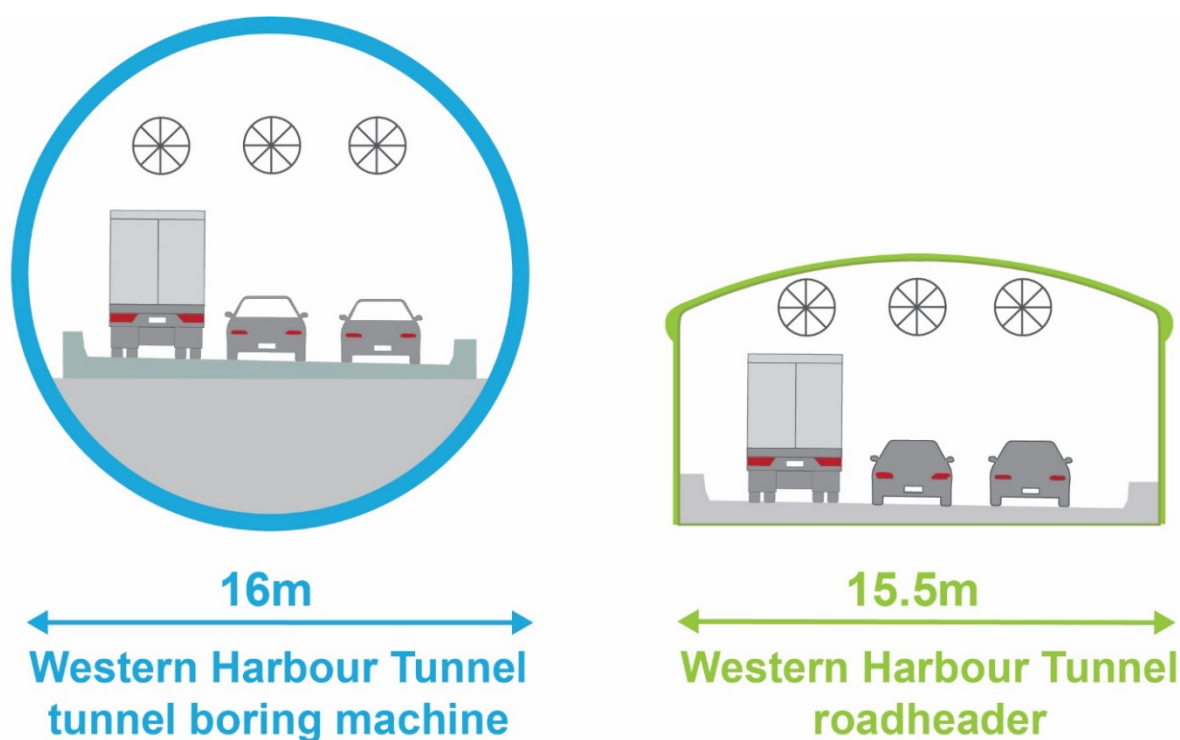 16m
Western Harbour Tunnel
tunnel boring machine
15.5m
Western Harbour Tunnel
roadheader